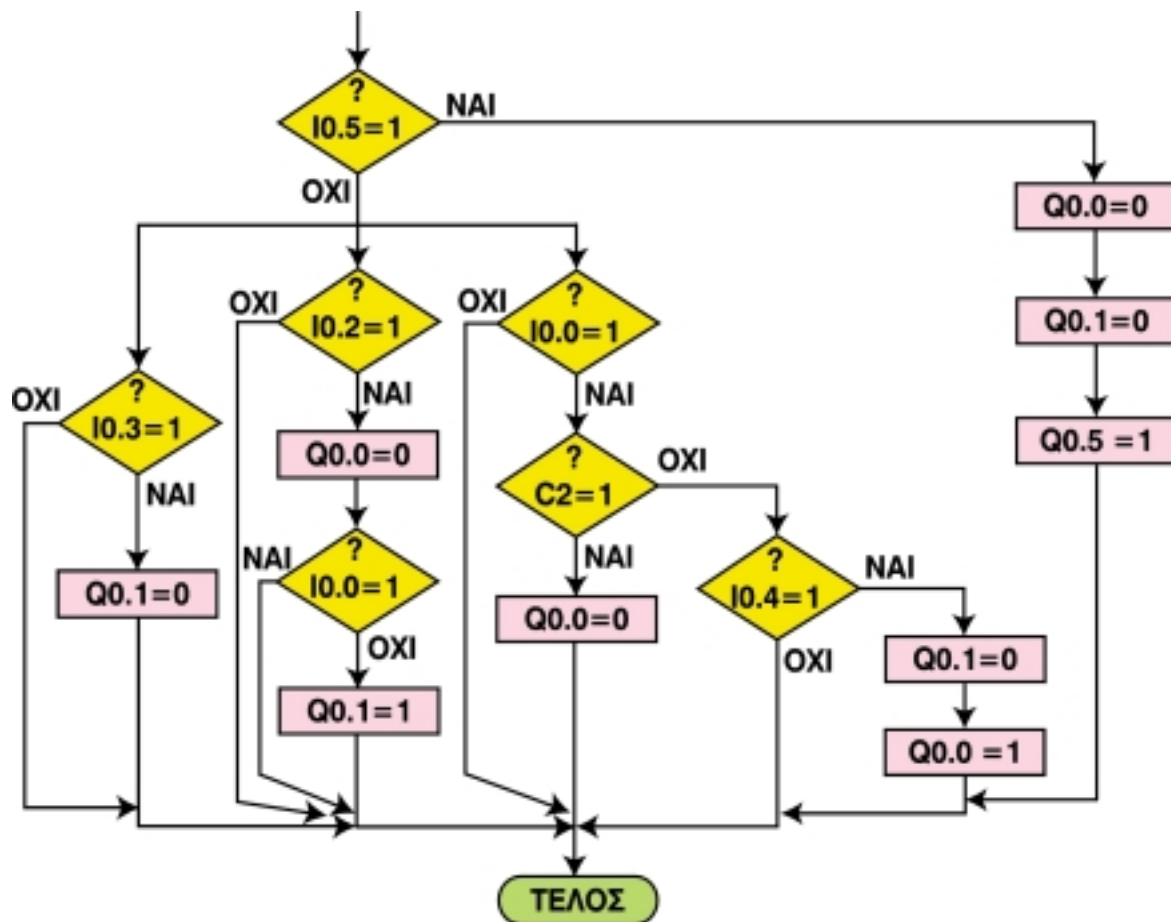 ?
I0.5=1
ΝΑΙ
ΟΧΙ
Q0.0=0
Q0.1=0
Q0.5 =1
ΟΧΙ
?
I0.3=1
ΝΑΙ
Q0.1=0
ΟΧΙ
?
I0.2=1
ΝΑΙ
Q0.0=0
ΝΑΙ
?
I0.0=1
ΟΧΙ
Q0.1=1
ΟΧΙ
?
I0.0=1
ΝΑΙ
?
C2=1
ΟΧΙ
ΝΑΙ
Q0.0=0
?
I0.4=1
ΝΑΙ
ΟΧΙ
Q0.1=0
Q0.0 =1
ΤΕΛΟΣ